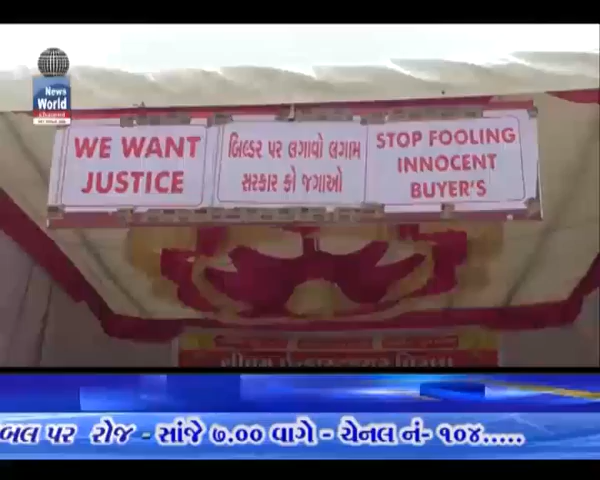 News
World
channel
WE WANT
JUSTICE
બિલ્ડર પર લગાવો લગામ
સરકાર કો જગાઓ
STOP FOOLING
INNOCENT
BUYER'S
બલ પર રોજ - સાંજે ૭.૦૦ વાગે - ચેનલ નં- ૧૦૪.....